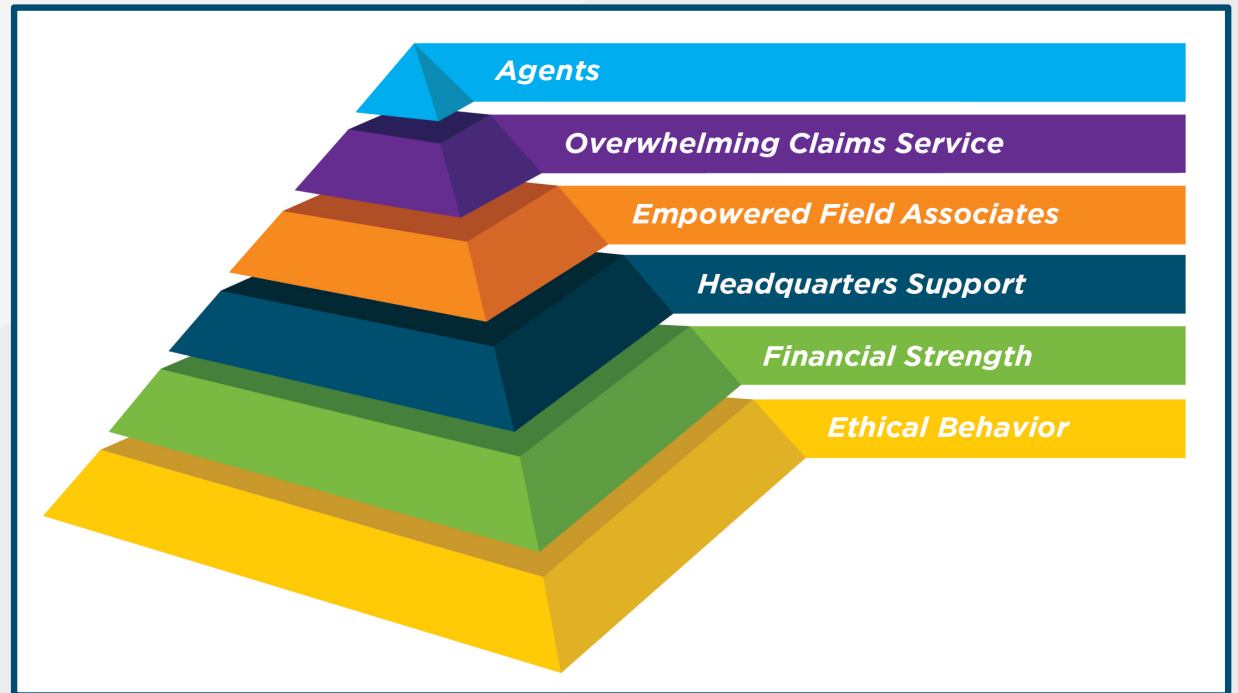 Agents
Overwhelming Claims Service
Empowered Field Associates
Headquarters Support
Financial Strength
Ethical Behavior